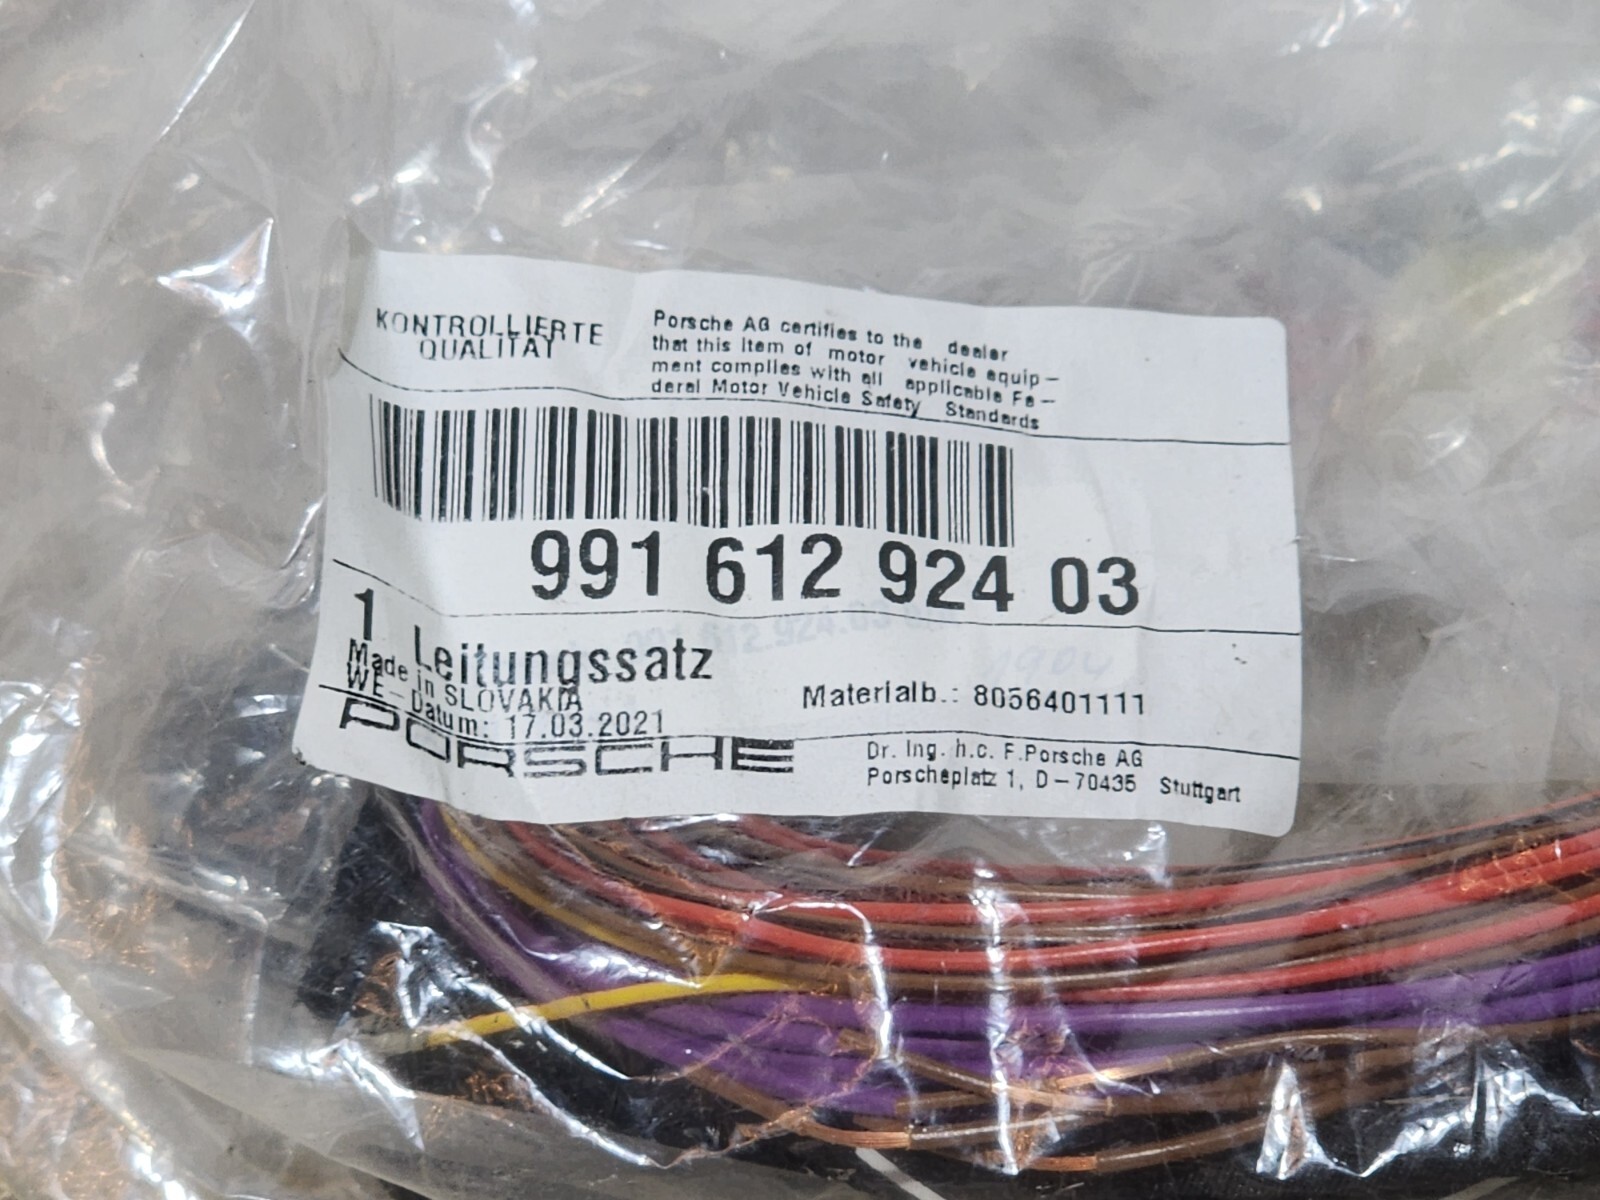 KONTROLLIERTE
QUALITÄT
Porsche AG certifies to the dealer
that this item of motor vehicle equip-
ment complies with all applicable Fe-
deral Motor Vehicle Safety Standards
991 612 924 03
1 Leitungssatz
Made in SLOVAKIA
WE-Datum: 17.03.2021
Materialb.: 8056401111
PORSCHE
Dr. Ing. h.c. F.Porsche AG
Porscheplatz 1, D-70435 Stuttgart